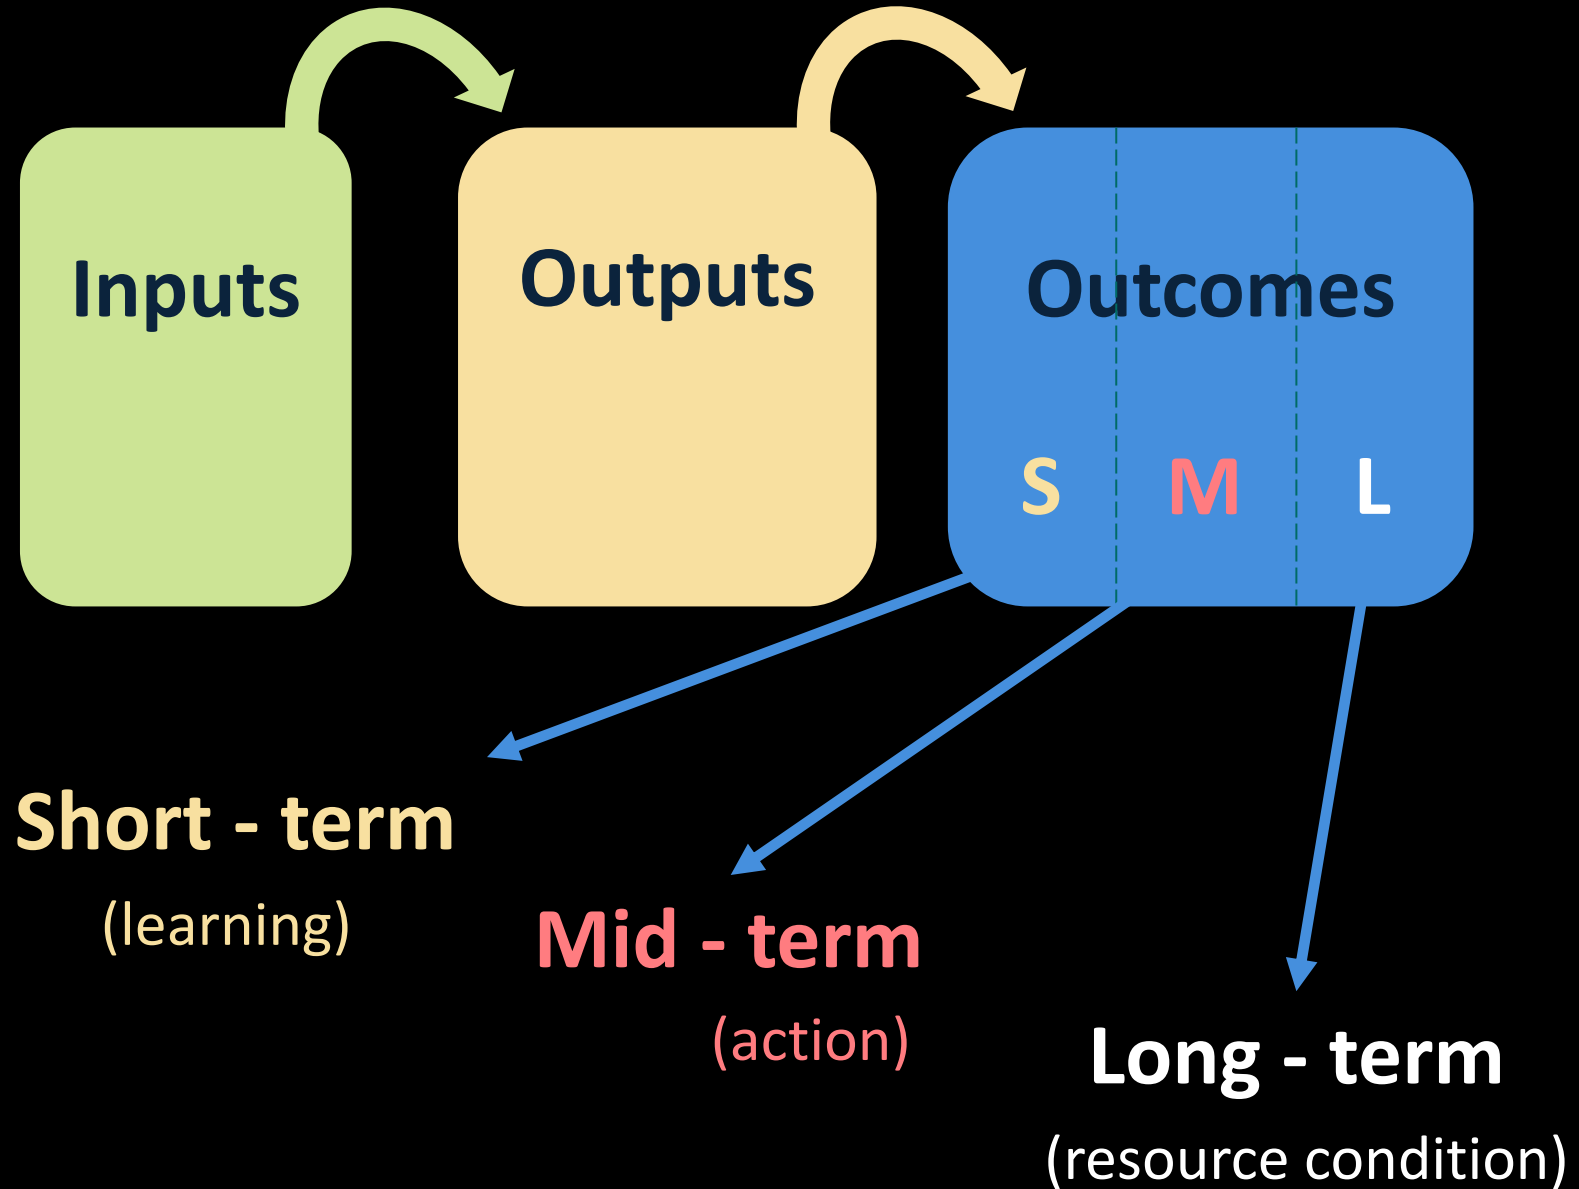 Inputs
Outputs
Outcomes
S M L
Short - term
(learning)
Mid - term
(action)
Long - term
(resource condition)